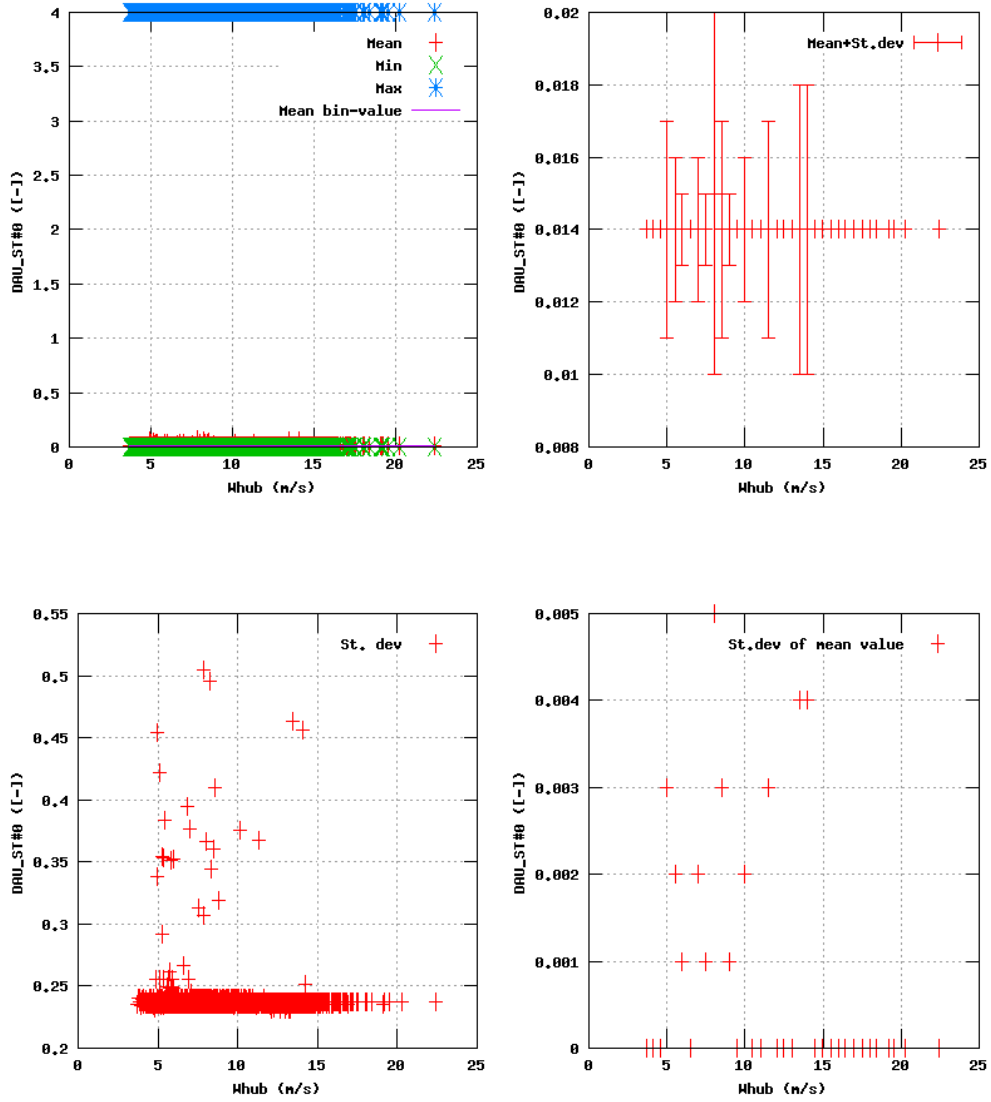 4
3.5
3
2.5
2
1.5
1
0.5
0
0 5 10 15 20 25
DAU_ST#0 ([-])
Whub (m/s)
Mean
Min
Max
Mean bin-value
0.02
0.018
0.016
0.014
0.012
0.01
0.008
0 5 10 15 20 25
DAU_ST#0 ([-])
Whub (m/s)
Mean+St.dev
0.55
0.5
0.45
0.4
0.35
0.3
0.25
0.2
0 5 10 15 20 25
DAU_ST#0 ([-])
Whub (m/s)
St. dev
0.005
0.004
0.003
0.002
0.001
0
0 5 10 15 20 25
DAU_ST#0 ([-])
Whub (m/s)
St.dev of mean value